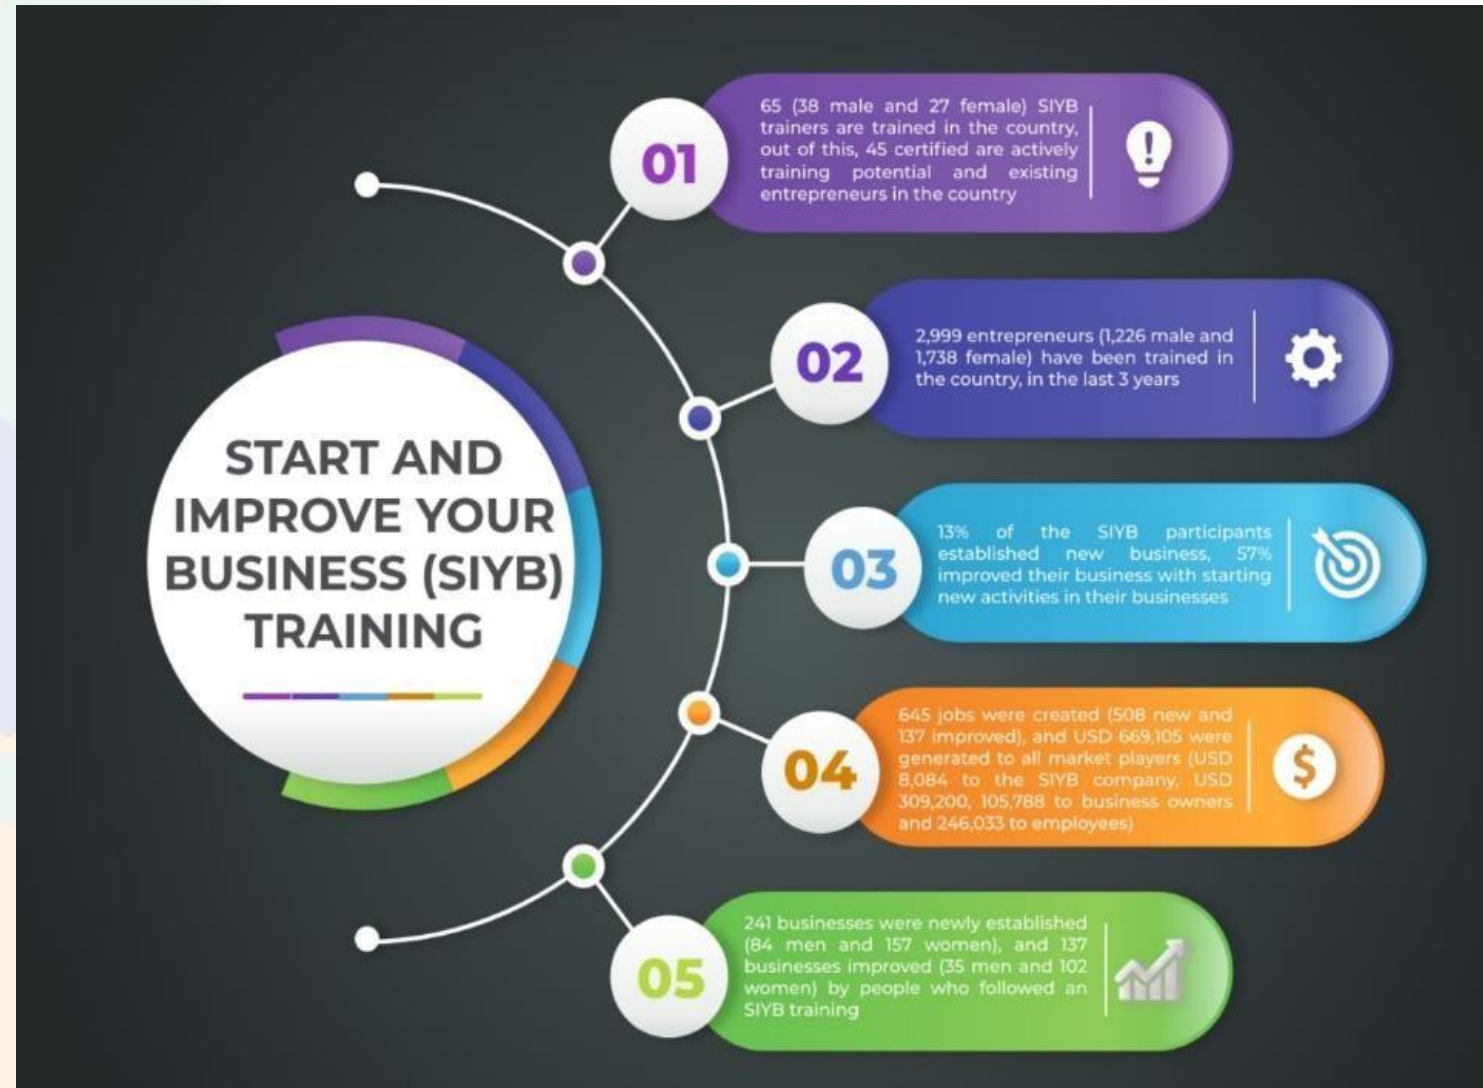 START AND
IMPROVE YOUR
BUSINESS (SIYB)
TRAINING
01
65 (38 male and 27 female) SIYB
trainers are trained in the country,
out of this, 45 certified are actively
training potential and existing
entrepreneurs in the country
02
2,999 entrepreneurs (1,226 male and
1,738 female) have been trained in
the country, in the last 3 years
03
13% of the SIYB participants
established new business, 57%
improved their business with starting
new activities in their businesses
04
645 jobs were created (508 new and
137 improved), and USD 669,105 were
generated to all market players (USD
8,084 to the SIYB company, USD
309,200, 105,788 to business owners
and 246,033 to employees)
05
241 businesses were newly established
(84 men and 157 women), and 137
businesses improved (35 men and 102
women) by people who followed an
SIYB training